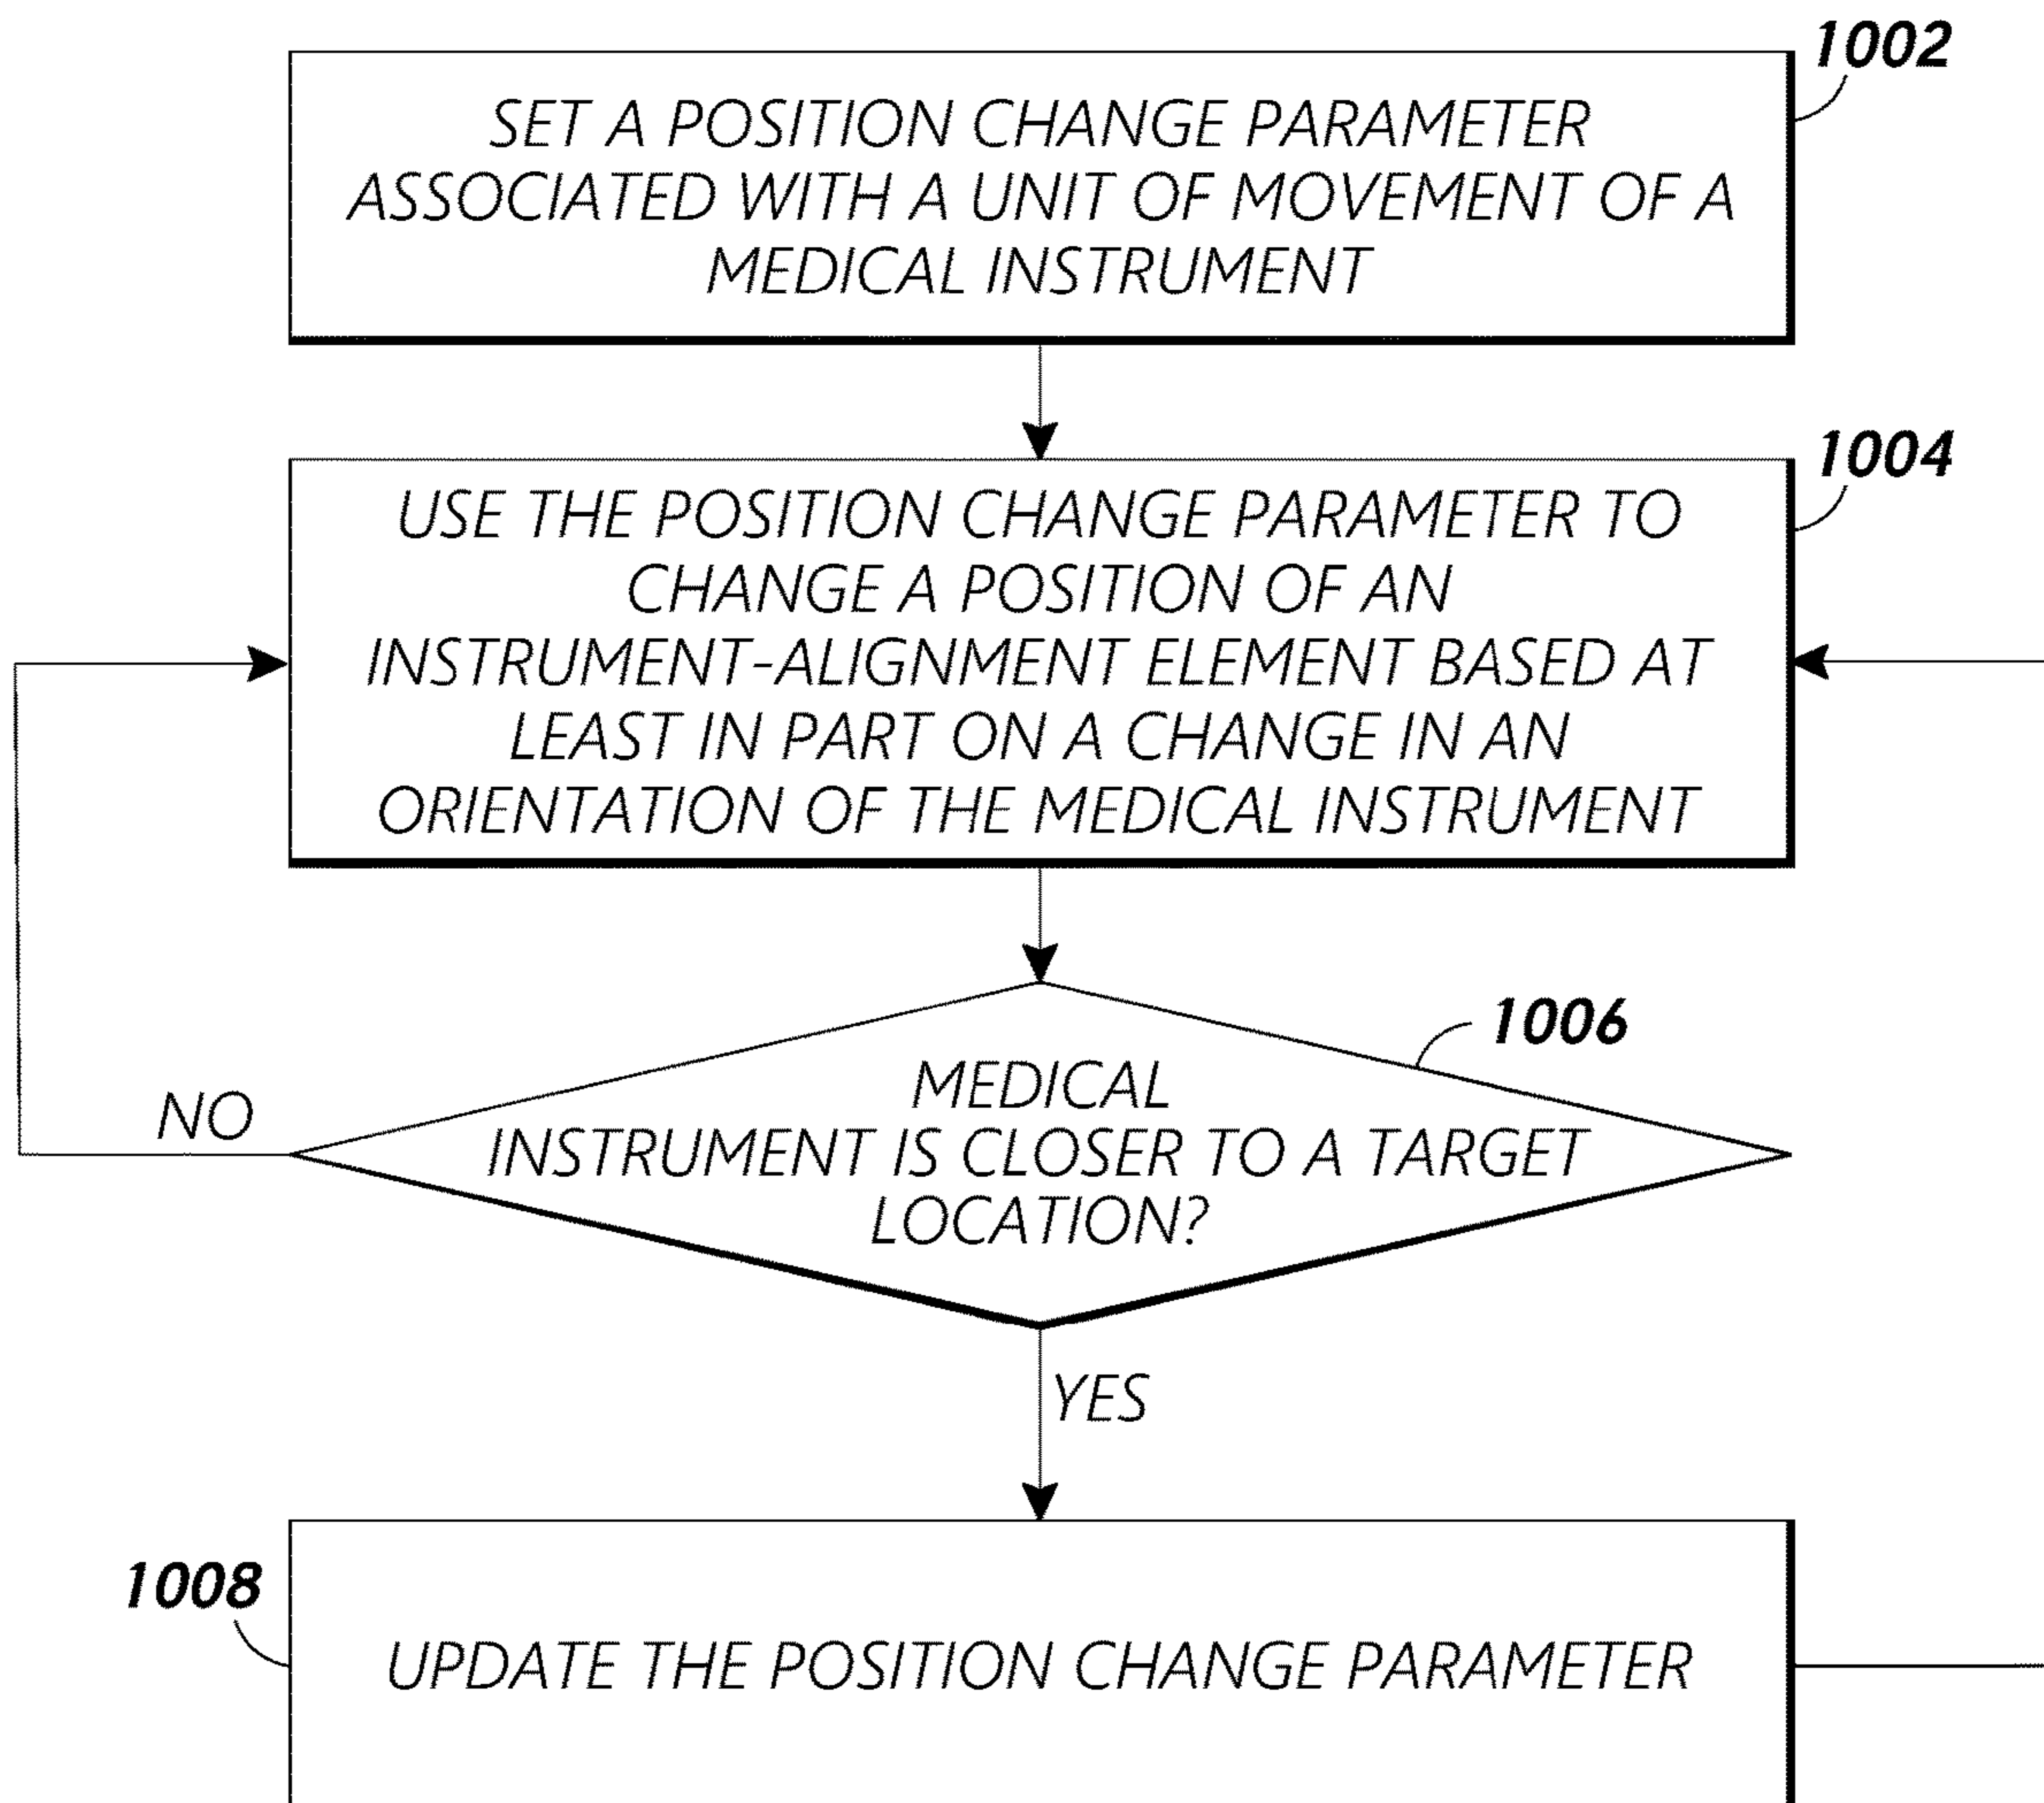 1002
SET A POSITION CHANGE PARAMETER
ASSOCIATED WITH A UNIT OF MOVEMENT OF A
MEDICAL INSTRUMENT
1004
USE THE POSITION CHANGE PARAMETER TO
CHANGE A POSITION OF AN
INSTRUMENT-ALIGNMENT ELEMENT BASED AT
LEAST IN PART ON A CHANGE IN AN
ORIENTATION OF THE MEDICAL INSTRUMENT
1006
MEDICAL
INSTRUMENT IS CLOSER TO A TARGET
LOCATION?
NO
YES
1008
UPDATE THE POSITION CHANGE PARAMETER